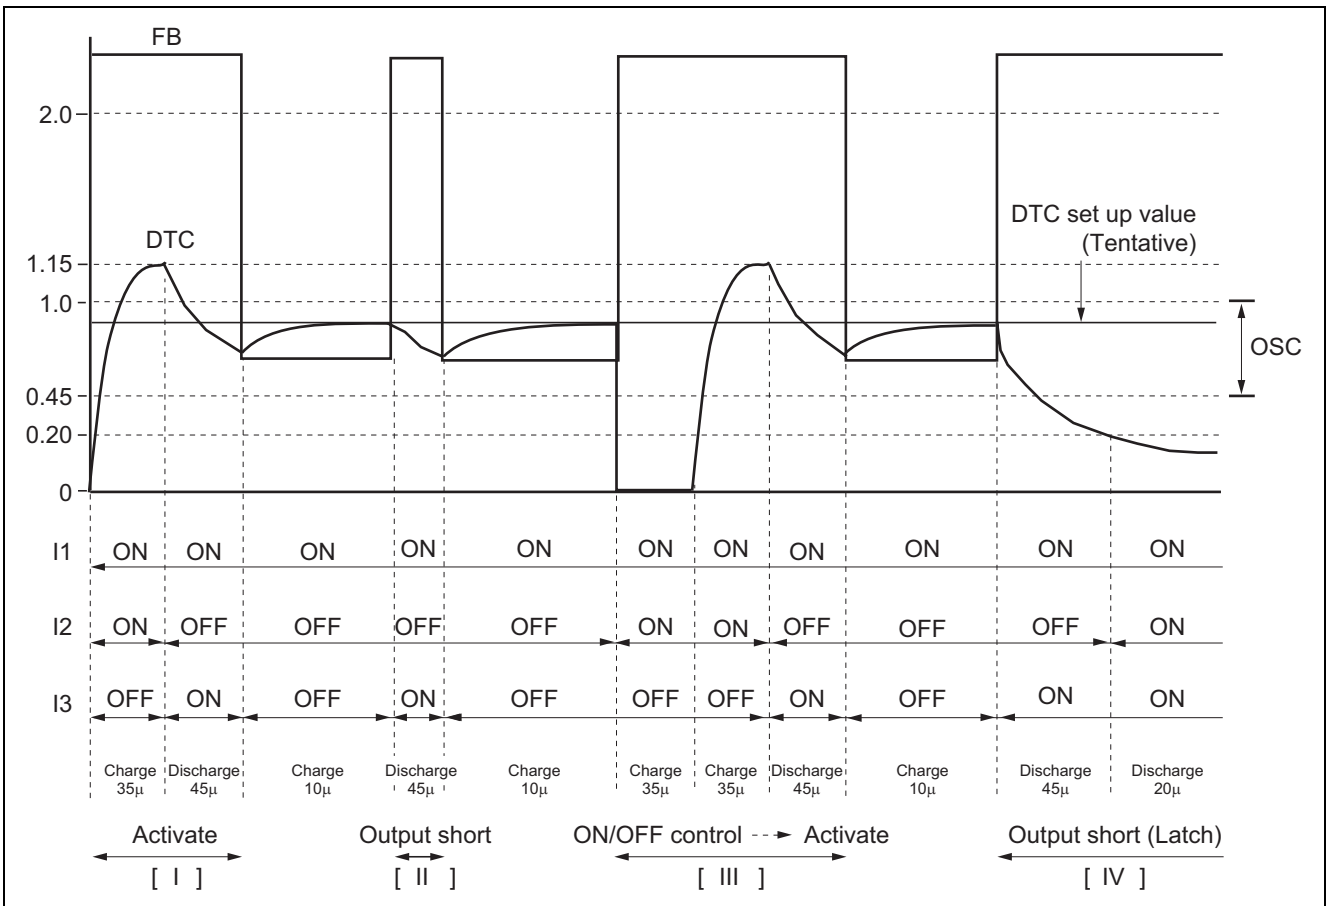 FB
2.0
DTC set up value
(Tentative)
DTC
1.15
1.0
OSC
0.45
0.20
0
I1 ON ON ON ON ON ON ON ON ON ON ON
I2 ON OFF OFF OFF OFF ON ON OFF OFF OFF ON
I3 OFF ON OFF ON OFF OFF OFF ON OFF ON ON
Charge Discharge Charge Discharge Charge Charge Charge Discharge Charge Discharge Discharge
35μ 45μ 10μ 45μ 10μ 35μ 35μ 45μ 10μ 45μ 20μ
Activate Output short ON/OFF control Activate Output short (Latch)
[ I ] [ II ] [ III ] [ IV ]